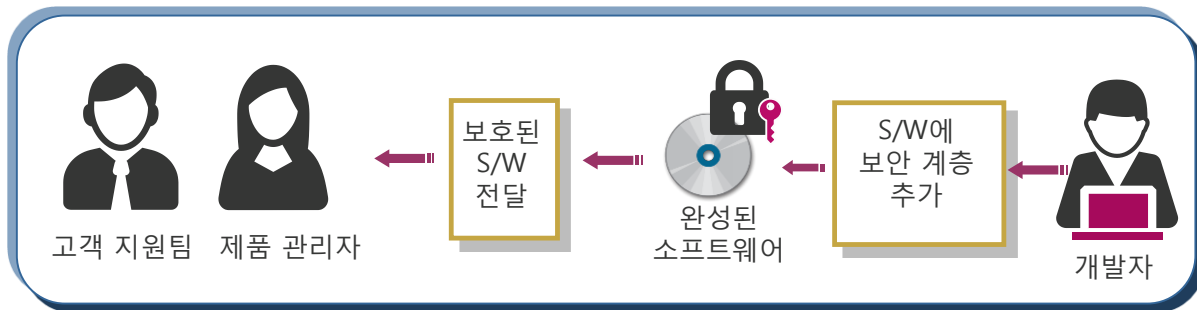 고객 지원팀
제품 관리자
보호된
S/W
전달
완성된
소프트웨어
S/W에
보안 계층
추가
개발자